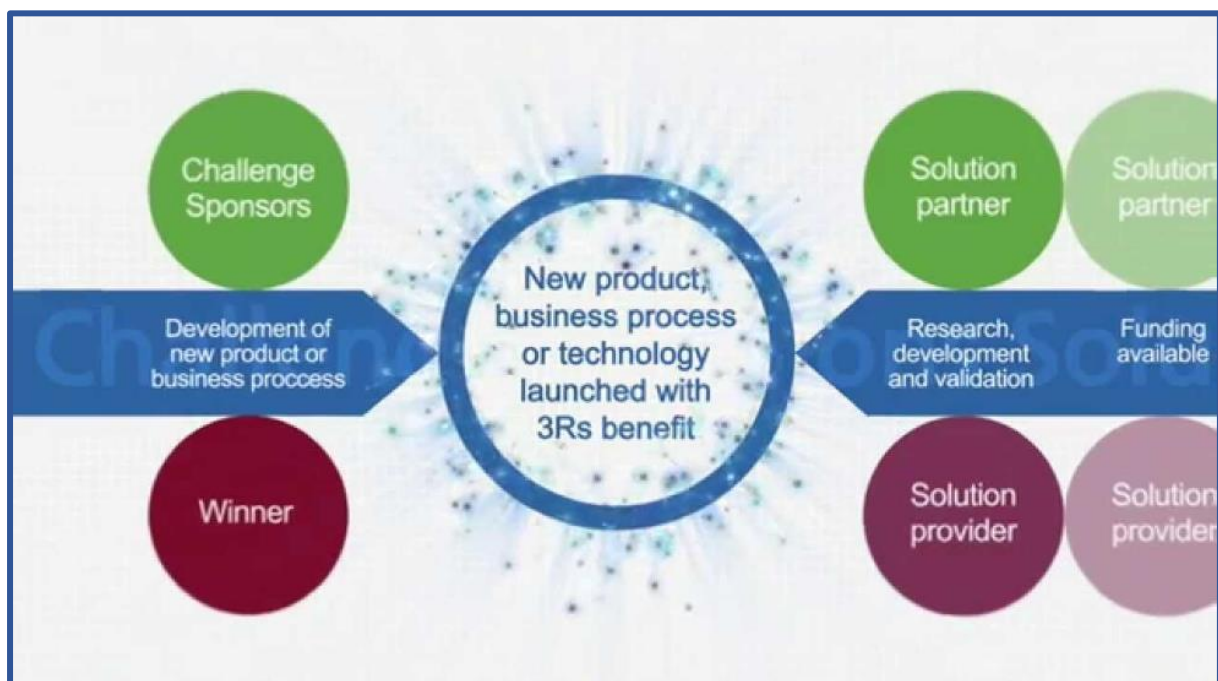 Challenge
Sponsors
Development of
new product or
business proccess
Winner
New product,
business process
or technology
launched with
3Rs benefit
Solution
partner
Research,
development
and validation
Solution
provider
Solution
partner
Funding
available
Solution
provider